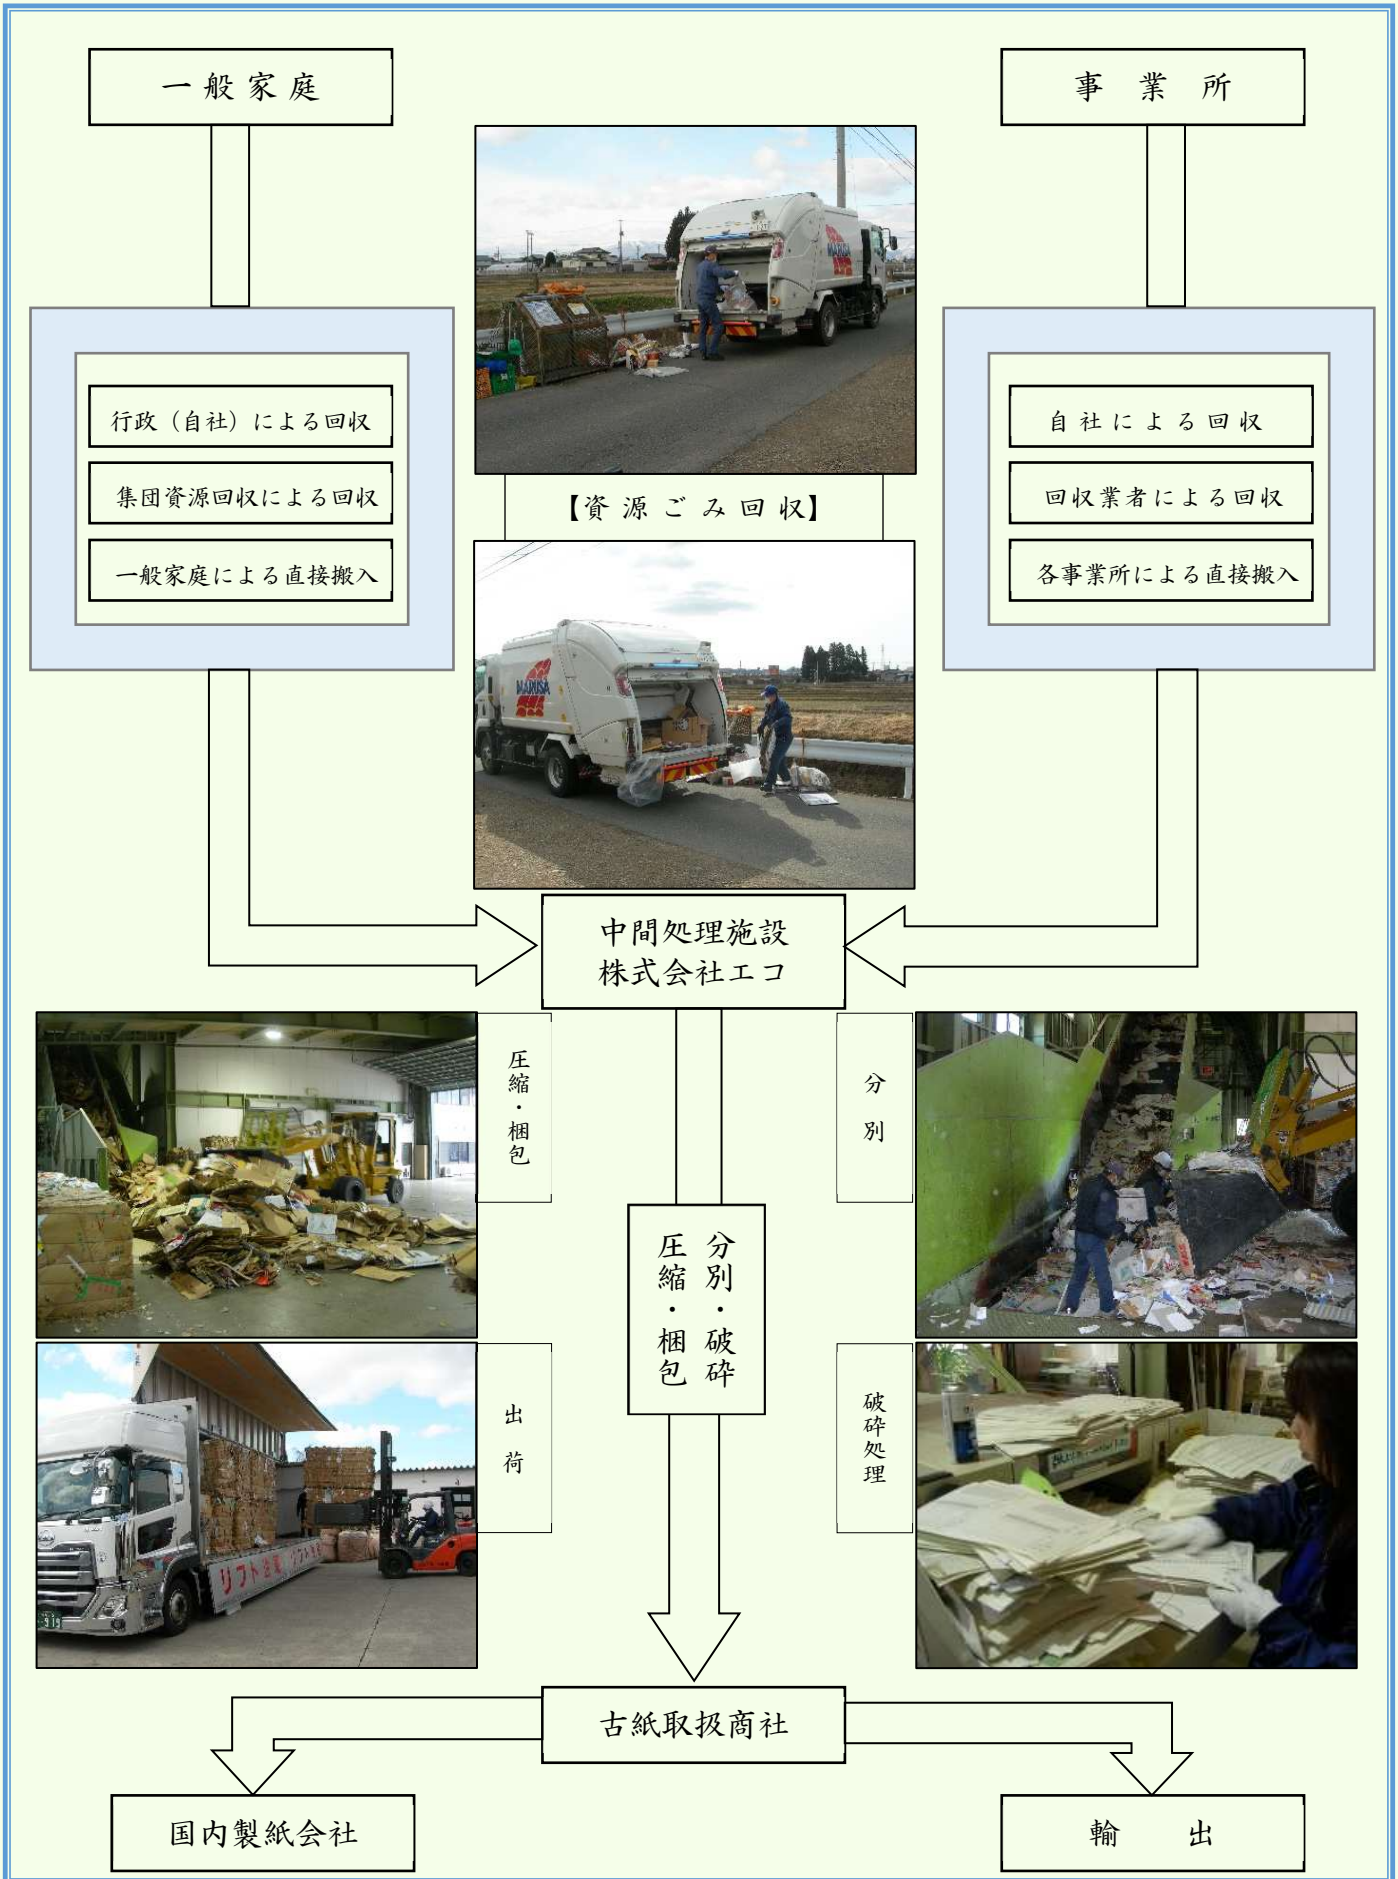 一般家庭
事業所
行政（自社）による回収
集団資源回収による回収
一般家庭による直接搬入
自社による回収
回収業者による回収
各事業所による直接搬入
MARUSA
【資源ごみ回収】
MARUSA
中間処理施設
株式会社エコ
圧縮・梱包
分別
分別・破砕
圧縮・梱包
出荷
破砕処理
919
古紙取扱商社
国内製紙会社
輸出